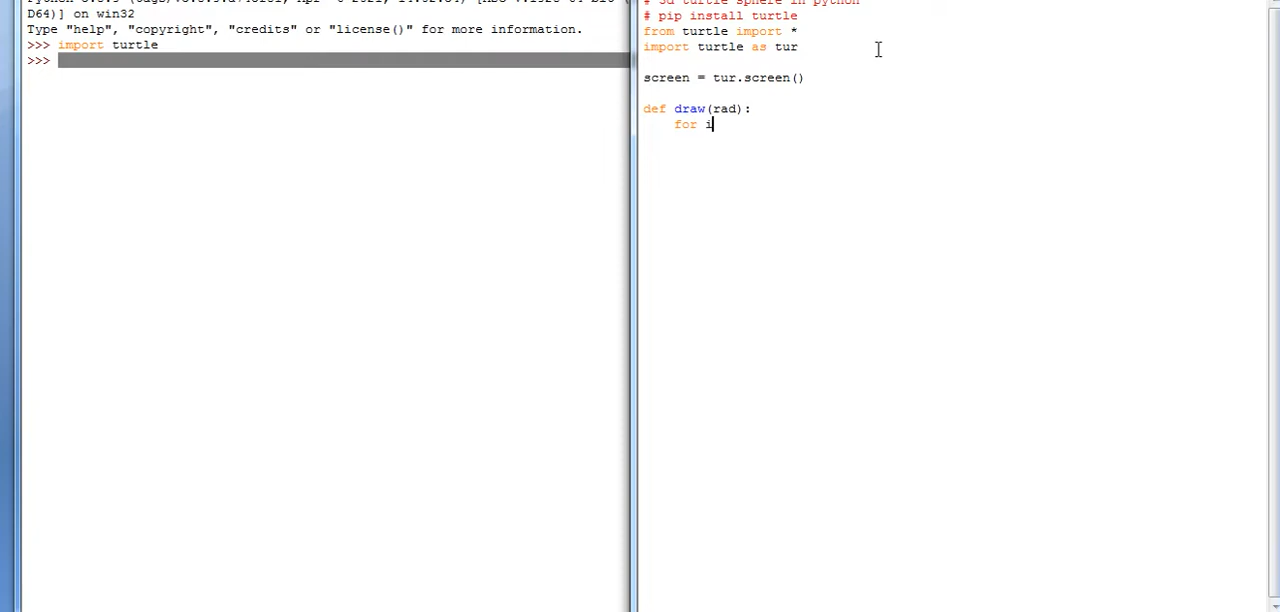 Type "help", "copyright", "credits" or "license()" for more information.
>>> import turtle
>>>
D64)] on win32
# 3d turtle sphere in python
# pip install turtle
from turtle import *
import turtle as tur
screen = tur.screen()
def draw(rad):
for i